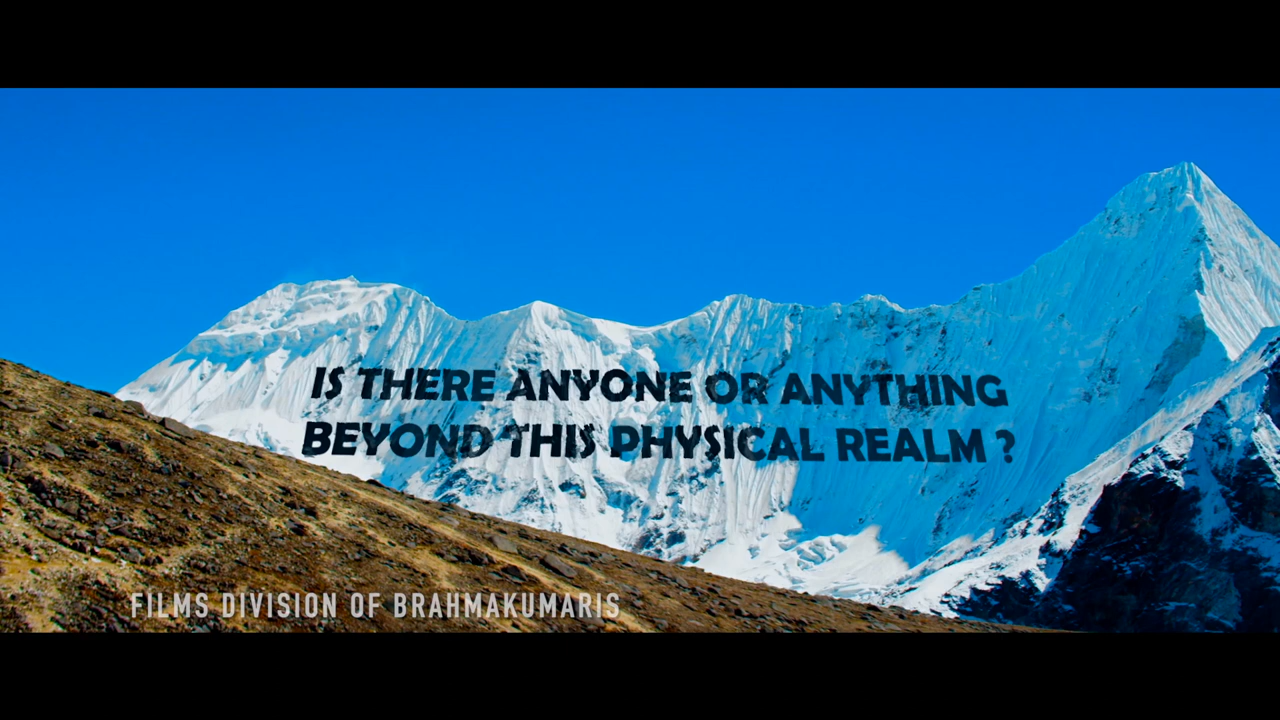 IS THERE ANYONE OR ANYTHING
BEYOND THIS PHYSICAL REALM ?
FILMS DIVISION OF BRAHMAKUMARIS